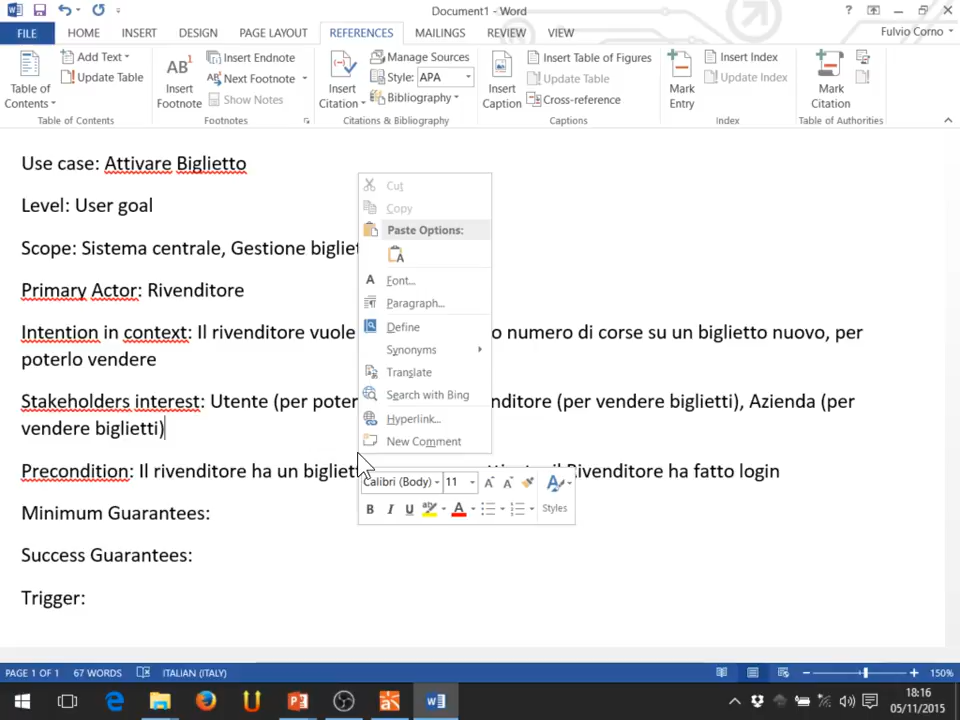 Document1 - Word
FILE HOME INSERT DESIGN PAGE LAYOUT REFERENCES MAILINGS REVIEW VIEW Fulvio Corno
Table of Contents
Add Text
Update Table
Table of Contents
AB¹
Insert Footnote
Insert Endnote
Next Footnote
Show Notes
Footnotes
Insert Citation
Manage Sources
Style: APA
Bibliography
Citations & Bibliography
Insert Caption
Insert Table of Figures
Update Table
Cross-reference
Captions
Mark Entry
Insert Index
Update Index
Index
Mark Citation
Table of Authorities
Use case: Attivare Biglietto
Level: User goal
Scope: Sistema centrale, Gestione
Primary Actor: Rivenditore
Intention in context: Il rivenditore vuole numero di corse su un biglietto nuovo, per
poterlo vendere
Stakeholders interest: Utente (per (per vendere biglietti), Azienda (per
vendere biglietti)
Precondition: Il rivenditore ha un il Rivenditore ha fatto login
Minimum Guarantees:
Success Guarantees:
Trigger:
Cut
Copy
Paste Options:
Font...
Paragraph...
Define
Synonyms
Translate
Search with Bing
Hyperlink...
New Comment
Calibri (Body) 11
B I U
Styles
PAGE 1 OF 1 67 WORDS ITALIAN (ITALY) 150%
18:16
05/11/2015